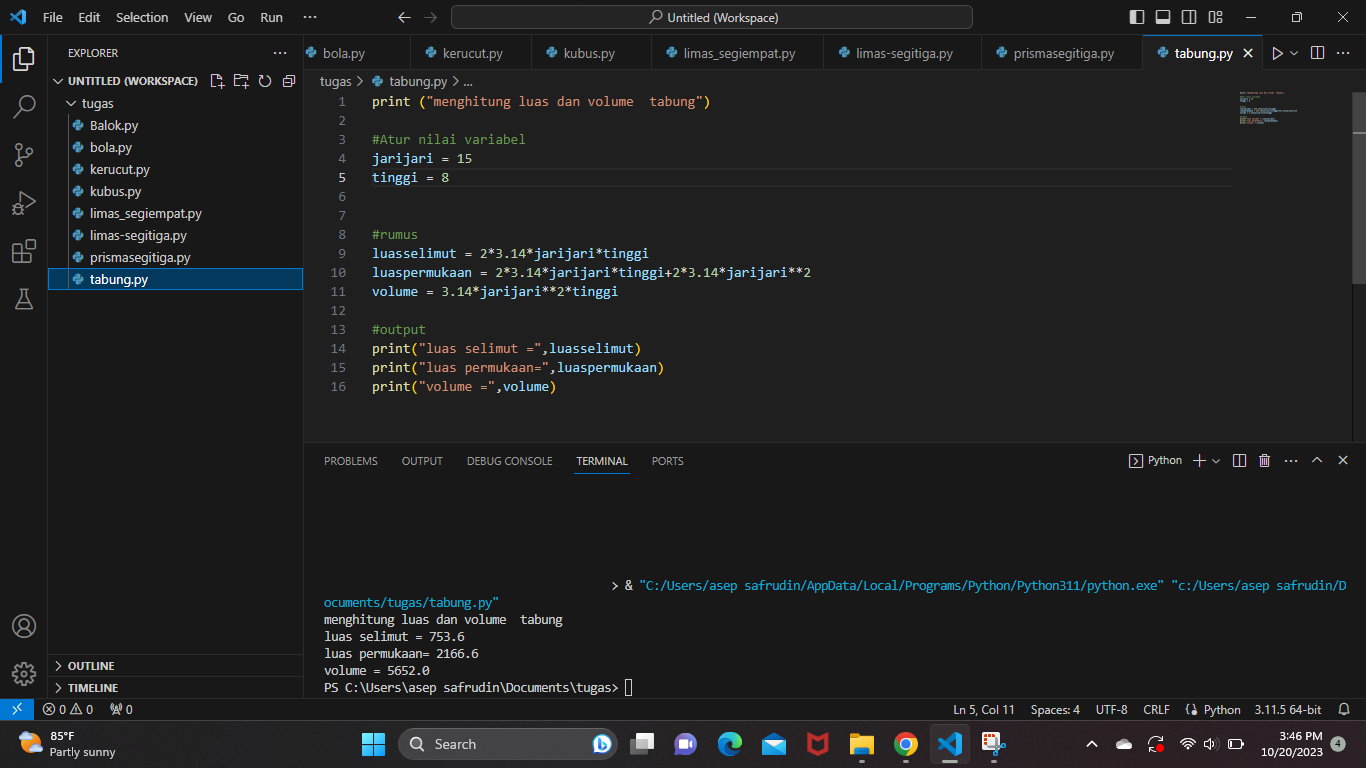 File Edit Selection View Go Run ··· Untitled (Workspace)
EXPLORER ···
bola.py kerucut.py kubus.py limas_segiempat.py limas-segitiga.py prismasegitiga.py tabung.py
UNTITLED (WORKSPACE)
tugas
Balok.py
bola.py
kerucut.py
kubus.py
limas_segiempat.py
limas-segitiga.py
prismasegitiga.py
tabung.py
OUTLINE
TIMELINE
tugas > tabung.py > ...
1 print ("menghitung luas dan volume  tabung")
2
3 #Atur nilai variabel
4 jarijari = 15
5 tinggi = 8
6
7
8 #rumus
9 luasselimut = 2*3.14*jarijari*tinggi
10 luaspermukaan = 2*3.14*jarijari*tinggi+2*3.14*jarijari**2
11 volume = 3.14*jarijari**2*tinggi
12
13 #output
14 print("luas selimut =",luasselimut)
15 print("luas permukaan=",luaspermukaan)
16 print("volume =",volume)
PROBLEMS OUTPUT DEBUG CONSOLE TERMINAL PORTS Python
> & "C:/Users/asep safrudin/AppData/Local/Programs/Python/Python311/python.exe" "c:/Users/asep safrudin/D
ocuments/tugas/tabung.py"
menghitung luas dan volume  tabung
luas selimut = 753.6
luas permukaan= 2166.6
volume = 5652.0
PS C:\Users\asep safrudin\Documents\tugas>
0 0 0 Ln 5, Col 11 Spaces: 4 UTF-8 CRLF Python 3.11.5 64-bit
85°F
Partly sunny
Search
3:46 PM
10/20/2023
4